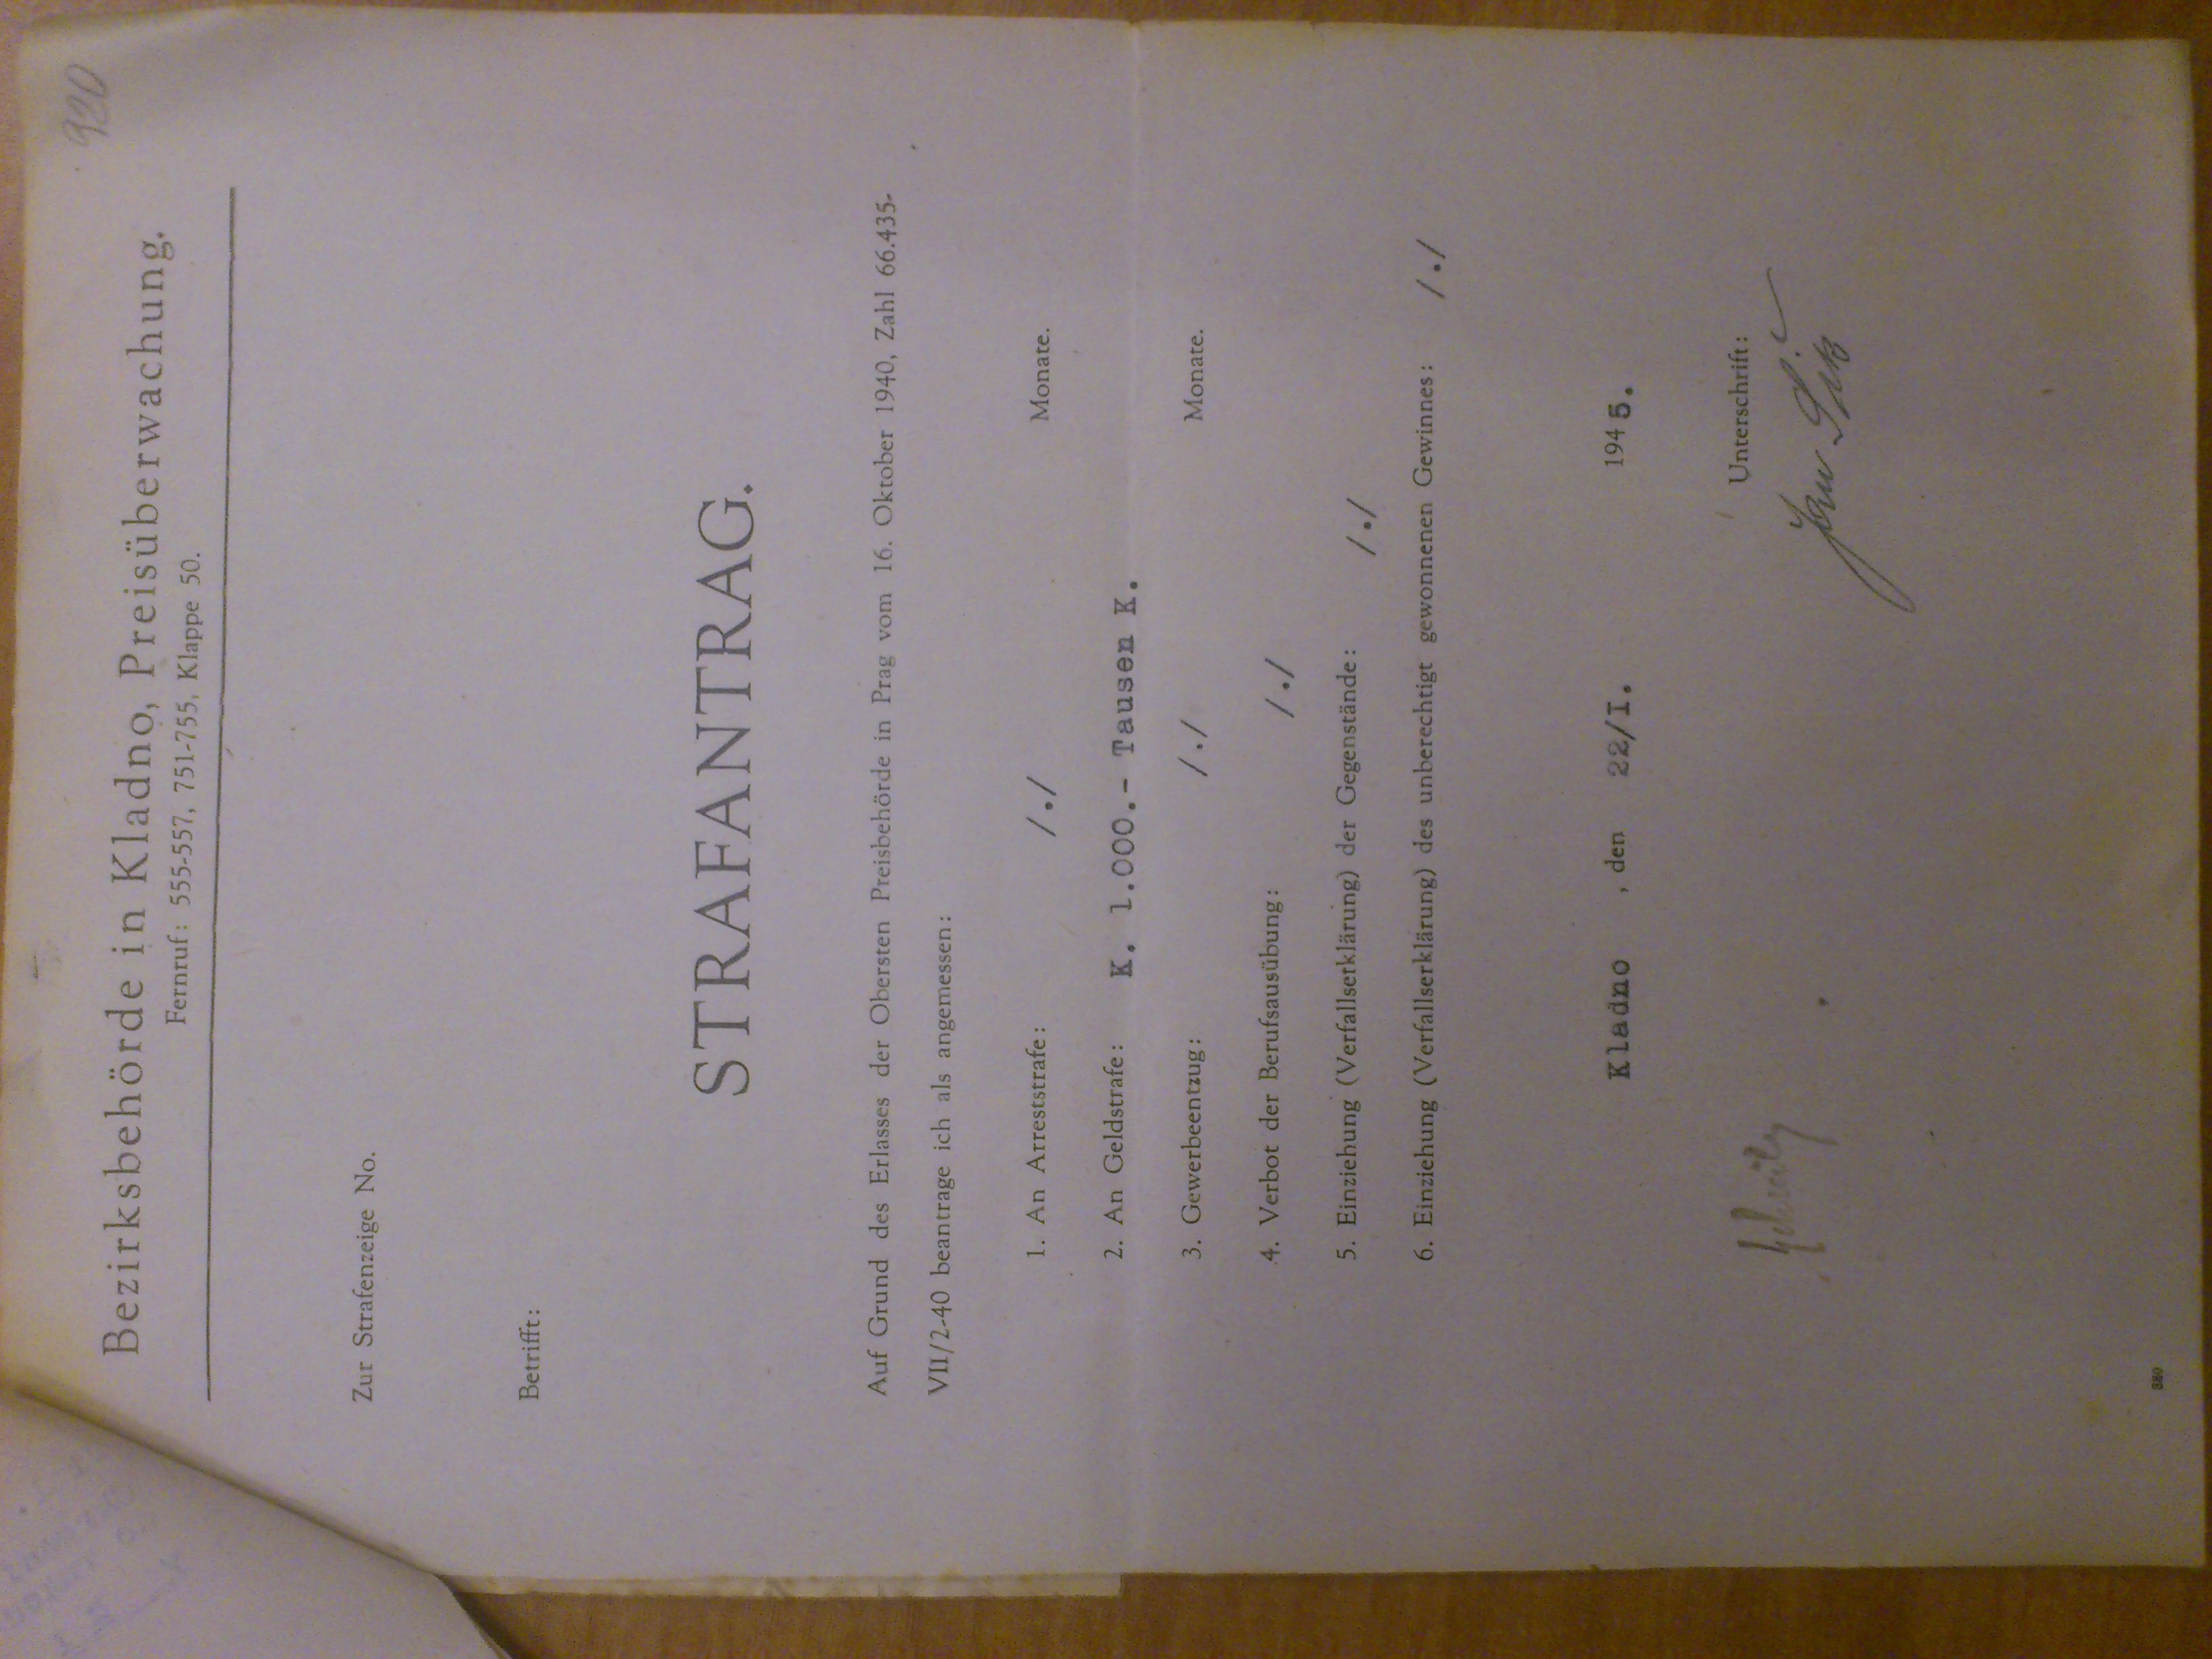 920
Bezirksbehörde in Kladno, Preisüberwachung.
Fernruf: 555-557, 751-755, Klappe 50.
Zur Strafenzeige No.
Betrifft:
STRAFANTRAG.
Auf Grund des Erlasses der Obersten Preisbehörde in Prag vom 16. Oktober 1940, Zahl 66.435-
VII/2-40 beantrage ich als angemessen:
1. An Arreststrafe: /./ Monate.
2. An Geldstrafe: K. 1.000.- Tausen K.
3. Gewerbeentzug: /./ Monate.
4. Verbot der Berufsausübung: /./
5. Einziehung (Verfallserklärung) der Gegenstände: /./
6. Einziehung (Verfallserklärung) des unberechtigt gewonnenen Gewinnes: /./
Kladno , den 22/I. 1945.
Unterschrift:
Jan Šik
880